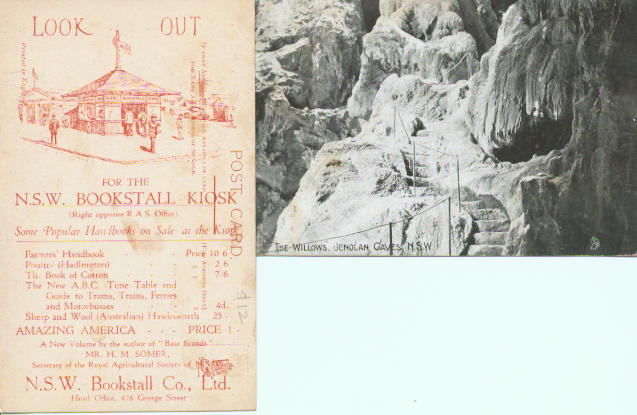 LOOK OUT
FOR THE
N.S.W. BOOKSTALL KIOSK
(Right opposite R.A.S. Office)
Some Popular Handbooks on Sale at the Kiosk
Farmers' Handbook - - Price 10 6
Poultry (Hadlington) - - „ 2 6
The Book of Cotton - - „ 7/6
The New A.B.C. Time Table and
Guide to Trams, Trains, Ferries
and Motorbusses - - „ 4d.
Sheep and Wool (Australian) Hawksworth 25 -
AMAZING AMERICA - - - PRICE 1 -
A New Volume by the author of "Base Brands"
MR. H. M. SOMER,
Secretary of the Royal Agricultural Society of N.S.W.
N.S.W. Bookstall Co., Ltd.
Head Office, 476 George Street
POST CARD.
412
THE WILLOWS, JENOLAN CAVES, N.S.W